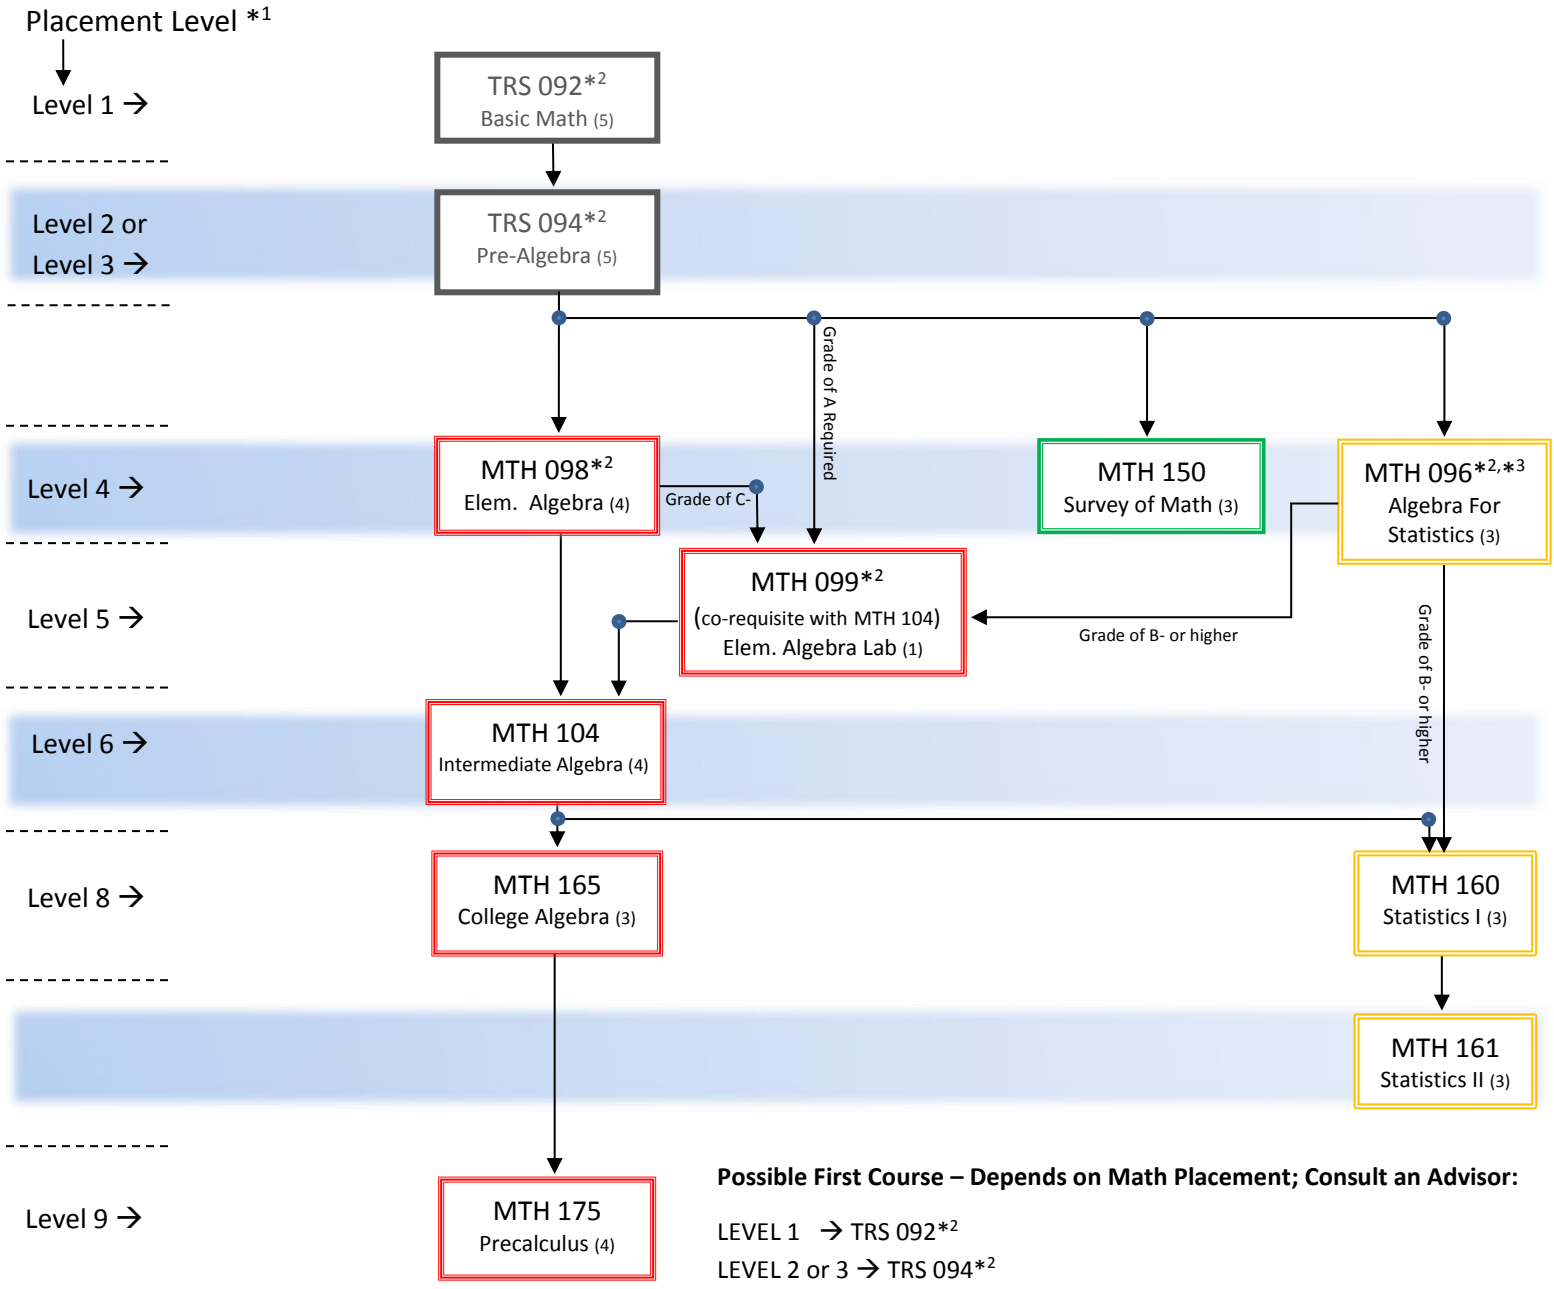 Placement Level *1
Level 1 →
TRS 092*2
Basic Math (5)
Level 2 or
Level 3 →
TRS 094*2
Pre-Algebra (5)
Grade of A Required
Level 4 →
MTH 098*2
Elem.  Algebra (4)
Grade of C-
MTH 150
Survey of Math (3)
MTH 096*2,*3
Algebra For
Statistics (3)
Level 5 →
MTH 099*2
(co-requisite with MTH 104)
Elem. Algebra Lab (1)
Grade of B- or higher
Grade of B- or higher
Level 6 →
MTH 104
Intermediate Algebra (4)
Level 8 →
MTH 165
College Algebra (3)
MTH 160
Statistics I (3)
MTH 161
Statistics II (3)
Level 9 →
MTH 175
Precalculus (4)
Possible First Course – Depends on Math Placement; Consult an Advisor:
LEVEL 1 → TRS 092*2
LEVEL 2 or 3 → TRS 094*2